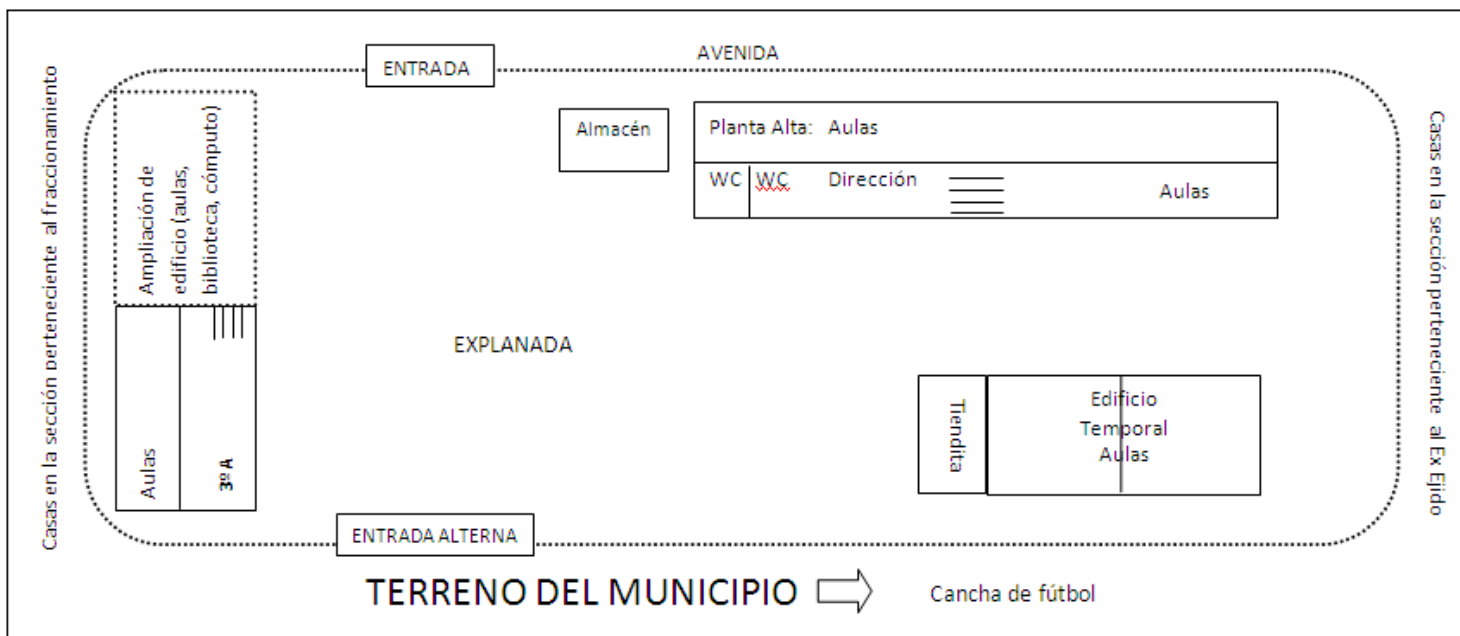 AVENIDA
ENTRADA
Casas en la sección perteneciente al fraccionamiento
Ampliación de
edificio (aulas,
biblioteca, cómputo)
Almacén
Planta Alta: Aulas
WC WC Dirección
Aulas
Casas en la sección perteneciente al Ex Ejido
EXPLANADA
Aulas
3º A
Tiendita
Edificio
Temporal
Aulas
ENTRADA ALTERNA
TERRENO DEL MUNICIPIO
Cancha de fútbol